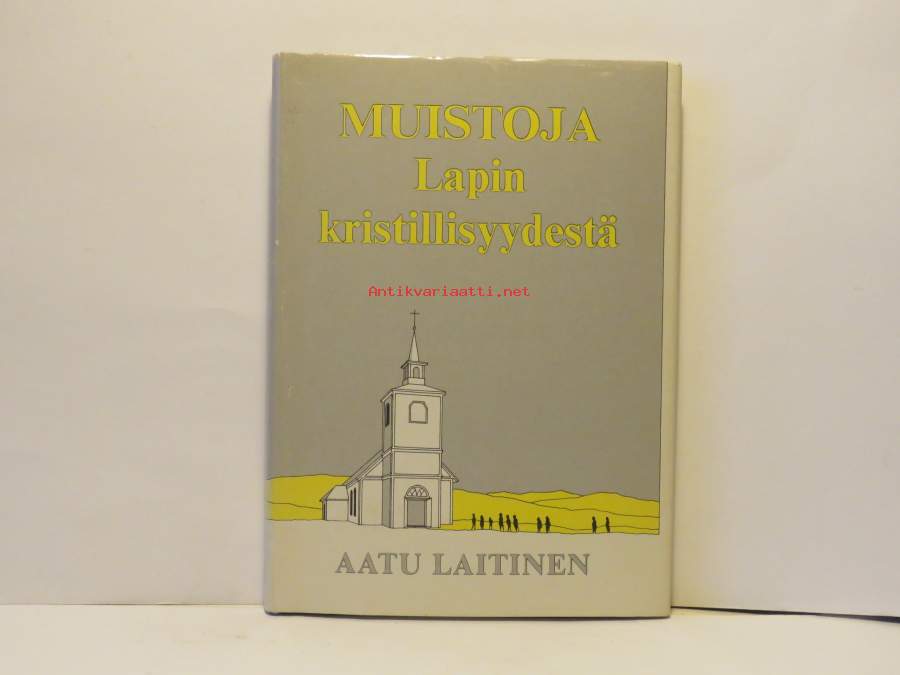 MUISTOJA
Lapin
kristillisyydestä
Antikvariaatti.net
AATU LAITINEN